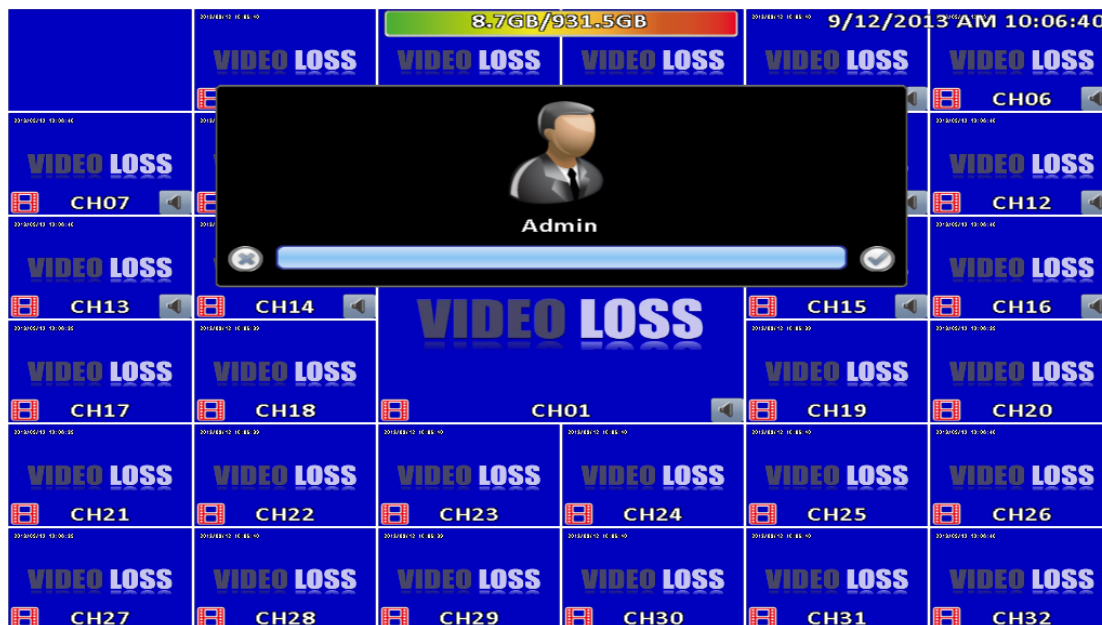 8.7GB/931.5GB
9/12/2013 AM 10:06:40
VIDEO LOSS
VIDEO LOSS
VIDEO LOSS
VIDEO LOSS
VIDEO LOSS
CH06
VIDEO LOSS
CH07
VIDEO LOSS
CH12
Admin
VIDEO LOSS
CH13
CH14
VIDEO LOSS
CH01
CH15
VIDEO LOSS
CH16
VIDEO LOSS
CH17
VIDEO LOSS
CH18
VIDEO LOSS
CH19
VIDEO LOSS
CH20
VIDEO LOSS
CH21
VIDEO LOSS
CH22
VIDEO LOSS
CH23
VIDEO LOSS
CH24
VIDEO LOSS
CH25
VIDEO LOSS
CH26
VIDEO LOSS
CH27
VIDEO LOSS
CH28
VIDEO LOSS
CH29
VIDEO LOSS
CH30
VIDEO LOSS
CH31
VIDEO LOSS
CH32